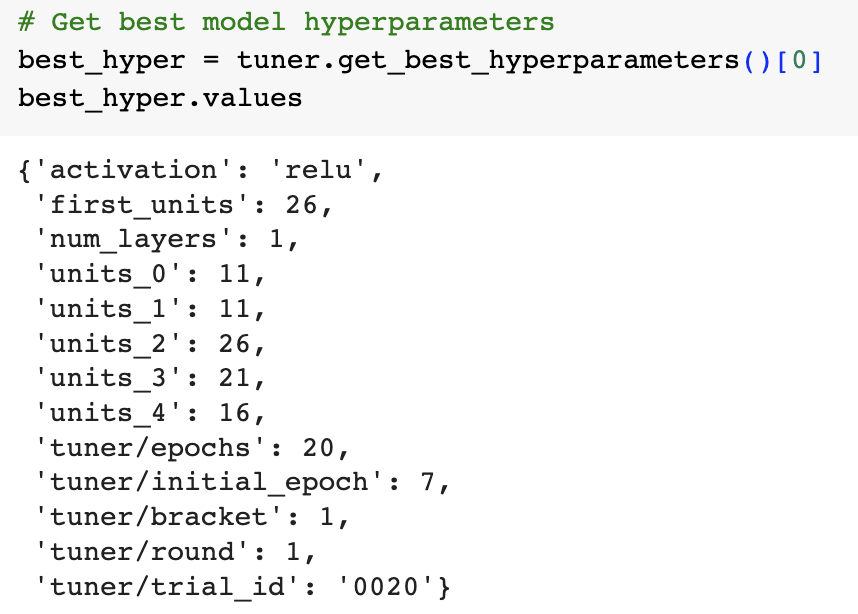 # Get best model hyperparameters
best_hyper = tuner.get_best_hyperparameters()[0]
best_hyper.values
{'activation': 'relu',
 'first_units': 26,
 'num_layers': 1,
 'units_0': 11,
 'units_1': 11,
 'units_2': 26,
 'units_3': 21,
 'units_4': 16,
 'tuner/epochs': 20,
 'tuner/initial_epoch': 7,
 'tuner/bracket': 1,
 'tuner/round': 1,
 'tuner/trial_id': '0020'}